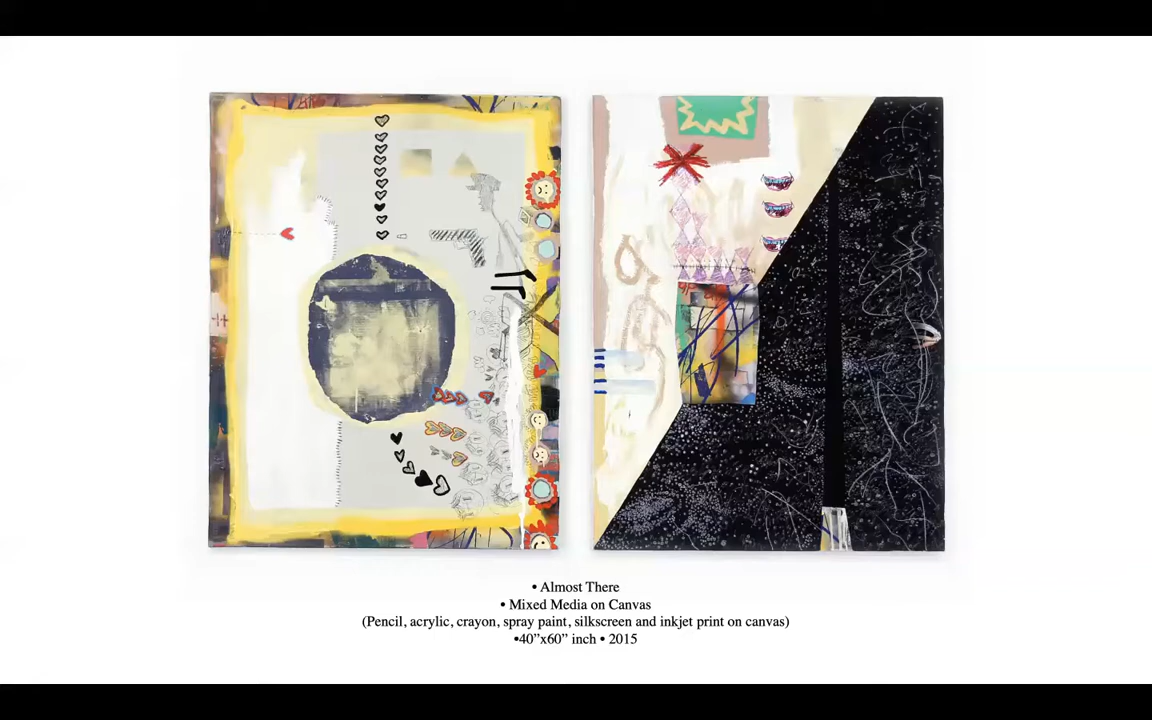 • Almost There
• Mixed Media on Canvas
(Pencil, acrylic, crayon, spray paint, silkscreen and inkjet print on canvas)
•40”x60” inch • 2015